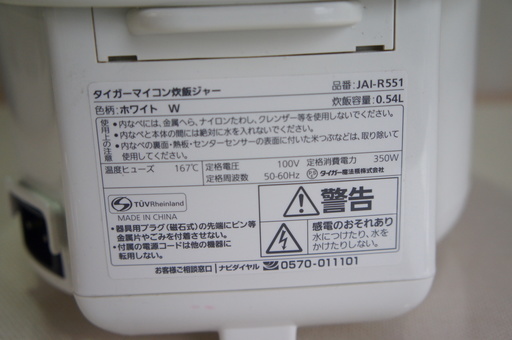 タイガーマイコン炊飯ジャー 品番:JAI-R551
色柄:ホワイト W 炊飯容量:0.54L
使用上の注意
•内なべには、金属へら、ナイロンたわし、クレンザー等を使用しないでください。
•内なべと本体の間には絶対に水を入れないでください。
•内なべの裏面・熱板・センターセンサーの表面に付いた米つぶなどは、取り除いて
使用してください。
温度ヒューズ 167℃ 定格電圧 100V 定格消費電力 350W
定格周波数 50-60Hz タイガー魔法瓶株式会社
TÜVRheinland
MADE IN CHINA
警告
•器具用プラグ(磁石式)の先端にピン等
金属片やごみを付着させない。
•付属の電源コードは他の機器に
転用しない。
感電のおそれあり
水につけたり、水を
かけたりしない。
お客様ご相談窓口 ナビダイヤル 0570-011101